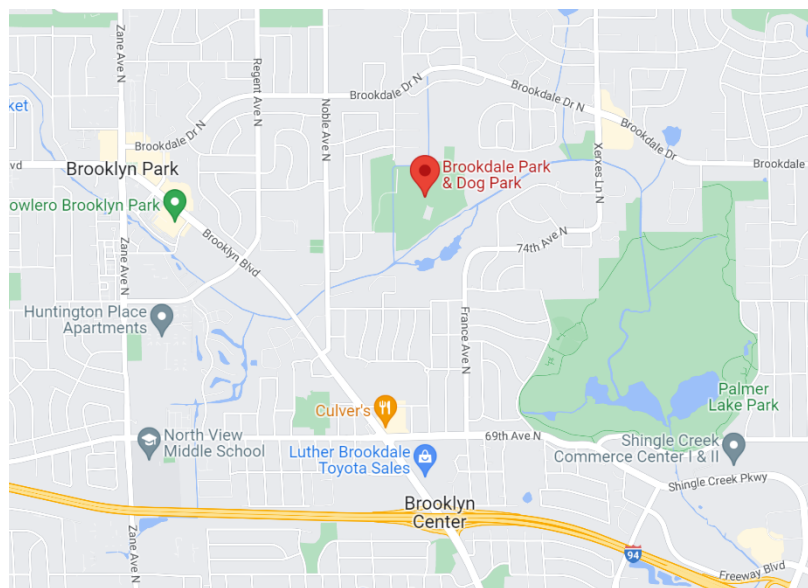 Zane Ave N
Regent Ave N
Noble Ave N
Brookdale Dr N
Brookdale Dr N
Xerxes Ln N
ket
Brookdale Dr N
Brookdale Dr
vd
Brooklyn Park
Brookdale Park
& Dog Park
Brookdale
owlero Brooklyn Park
Brooklyn Blvd
74th Ave N
Zane Ave N
Huntington Place
Apartments
France Ave N
Palmer
Lake Park
Culver's
North View
Middle School
69th Ave N
Luther Brookdale
Toyota Sales
Shingle Creek
Commerce Center I & II
Shingle Creek Pkwy
Brooklyn
Center
94
Zane Ave N
Freeway Blvd